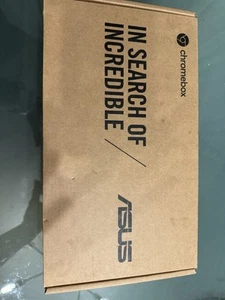 chromebox
IN SEARCH OF
INCREDIBLE
ASUS